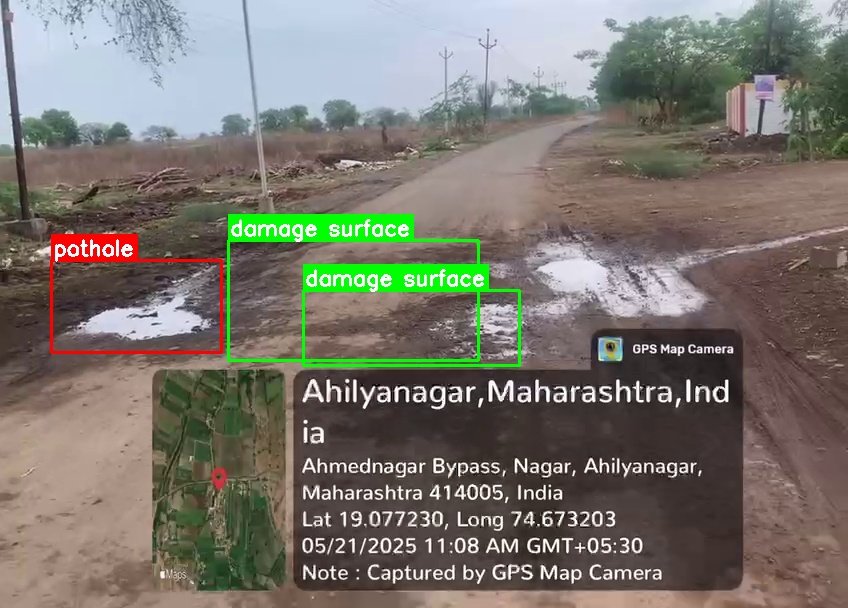 damage surface
pothole
damage surface
GPS Map Camera
Ahilyanagar,Maharashtra,Ind
ia
Ahmednagar Bypass, Nagar, Ahilyanagar,
Maharashtra 414005, India
Lat 19.077230, Long 74.673203
05/21/2025 11:08 AM GMT+05:30
Note : Captured by GPS Map Camera
Maps